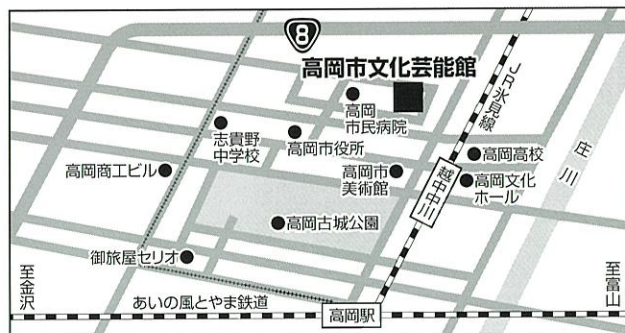 8
高岡市文化芸能館
高岡
市民病院
JR氷見線
志貴野
中学校
高岡市役所
高岡高校
庄川
高岡商工ビル
高岡市
美術館
越中中川
高岡文化
ホール
高岡古城公園
御旅屋セリオ
至金沢
あいの風とやま鉄道
高岡駅
至富山